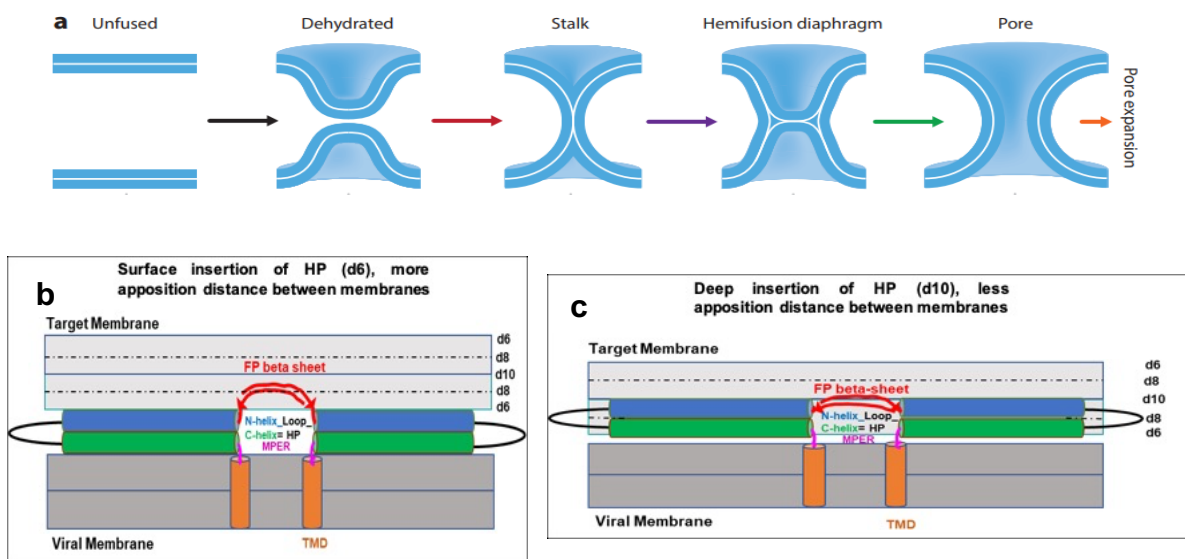 a Unfused Dehydrated Stalk Hemifusion diaphragm Pore
Pore expansion
b
Surface insertion of HP (d6), more
apposition distance between membranes
Target Membrane
d6
d8
d10
FP beta sheet
d8
d6
N-helix_Loop_
C-helix= HP
MPER
Viral Membrane TMD
c
Deep insertion of HP (d10), less
apposition distance between membranes
Target Membrane
d6
d8
FP beta-sheet
d10
N-helix_Loop_
d8
C-helix= HP
d6
MPER
Viral Membrane TMD